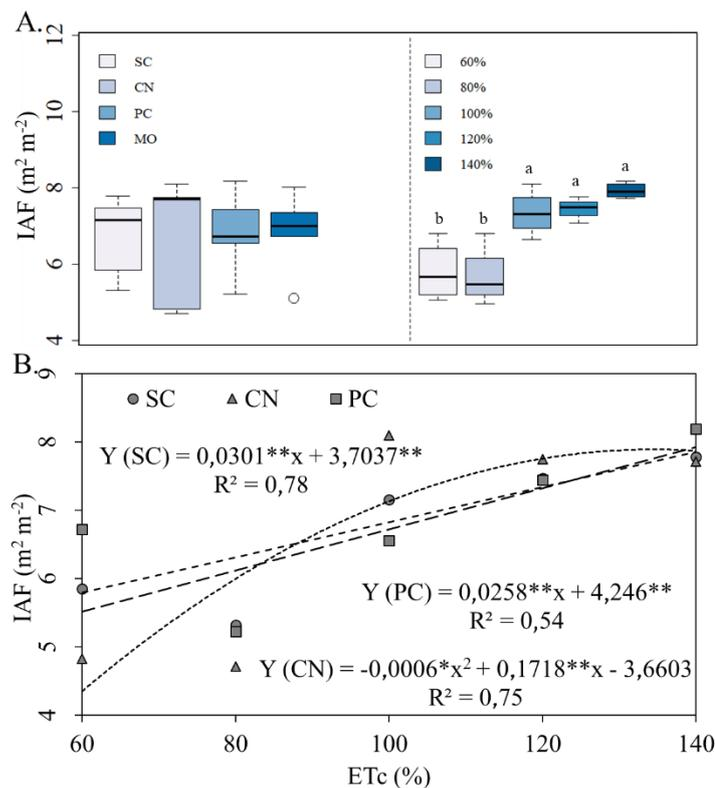 A.
12
10
8
6
4
IAF (m² m⁻²)
SC
CN
PC
MO
60%
80%
100%
120%
140%
b b a a a
B.
9
8
7
6
5
4
IAF (m² m⁻²)
SC CN PC
Y (SC) = 0,0301**x + 3,7037**
R² = 0,78
Y (PC) = 0,0258**x + 4,246**
R² = 0,54
Y (CN) = -0,0006*x² + 0,1718**x - 3,6603
R² = 0,75
60 80 100 120 140
ETc (%)